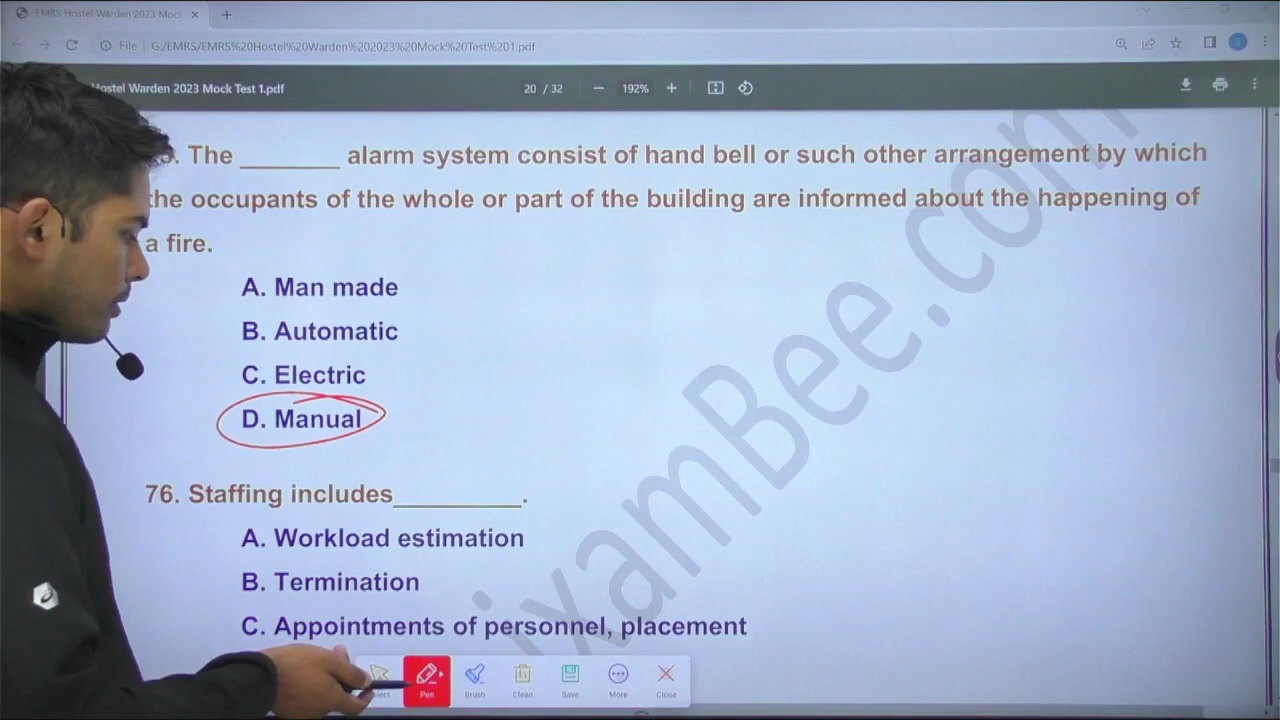 EMRS Hostel Warden 2023 Mock
File G:/EMRS/EMRS%20Hostel%20Warden%202023%20Mock%20Test%201.pdf
Hostel Warden 2023 Mock Test 1.pdf 20 / 32 192%
The ________ alarm system consist of hand bell or such other arrangement by which
the occupants of the whole or part of the building are informed about the happening of
a fire.
A. Man made
B. Automatic
C. Electric
D. Manual
76. Staffing includes__________.
A. Workload estimation
B. Termination
C. Appointments of personnel, placement
Pen Brush Clean Save More Close
ixamBee.com